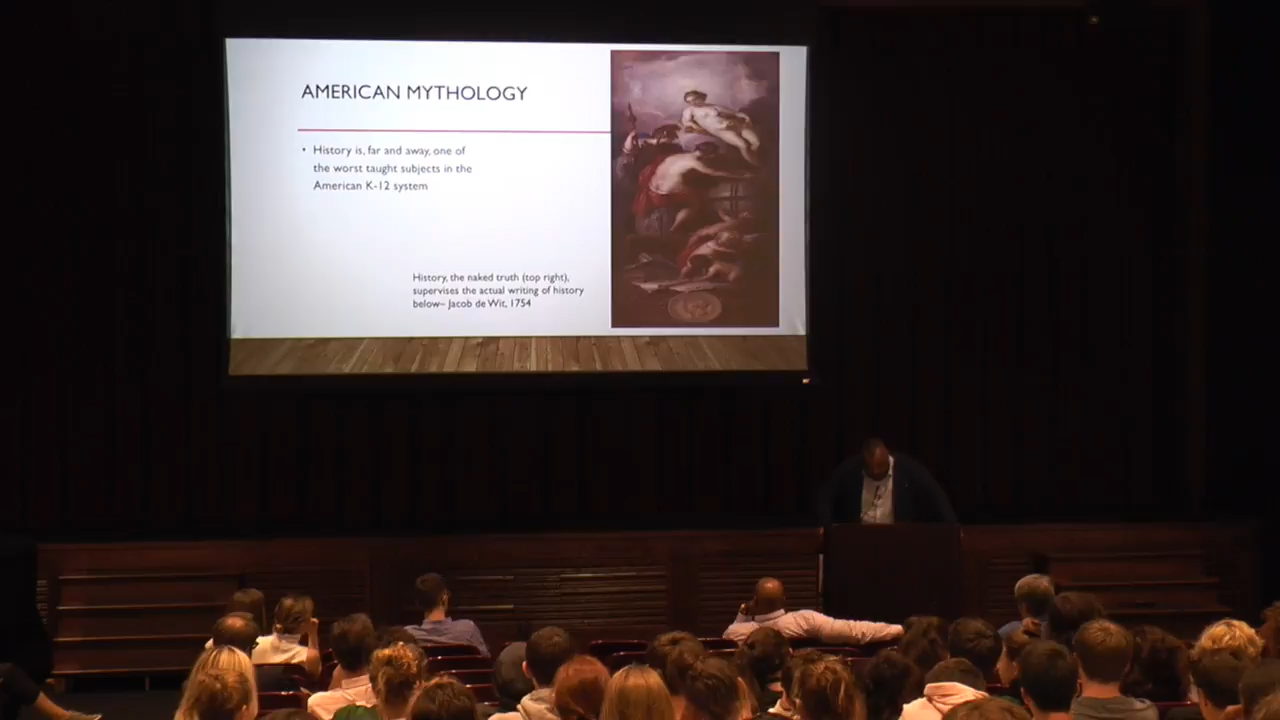 AMERICAN MYTHOLOGY
• History is, far and away, one of
the worst taught subjects in the
American K-12 system
History, the naked truth (top right),
supervises the actual writing of history
below– Jacob de Wit, 1754